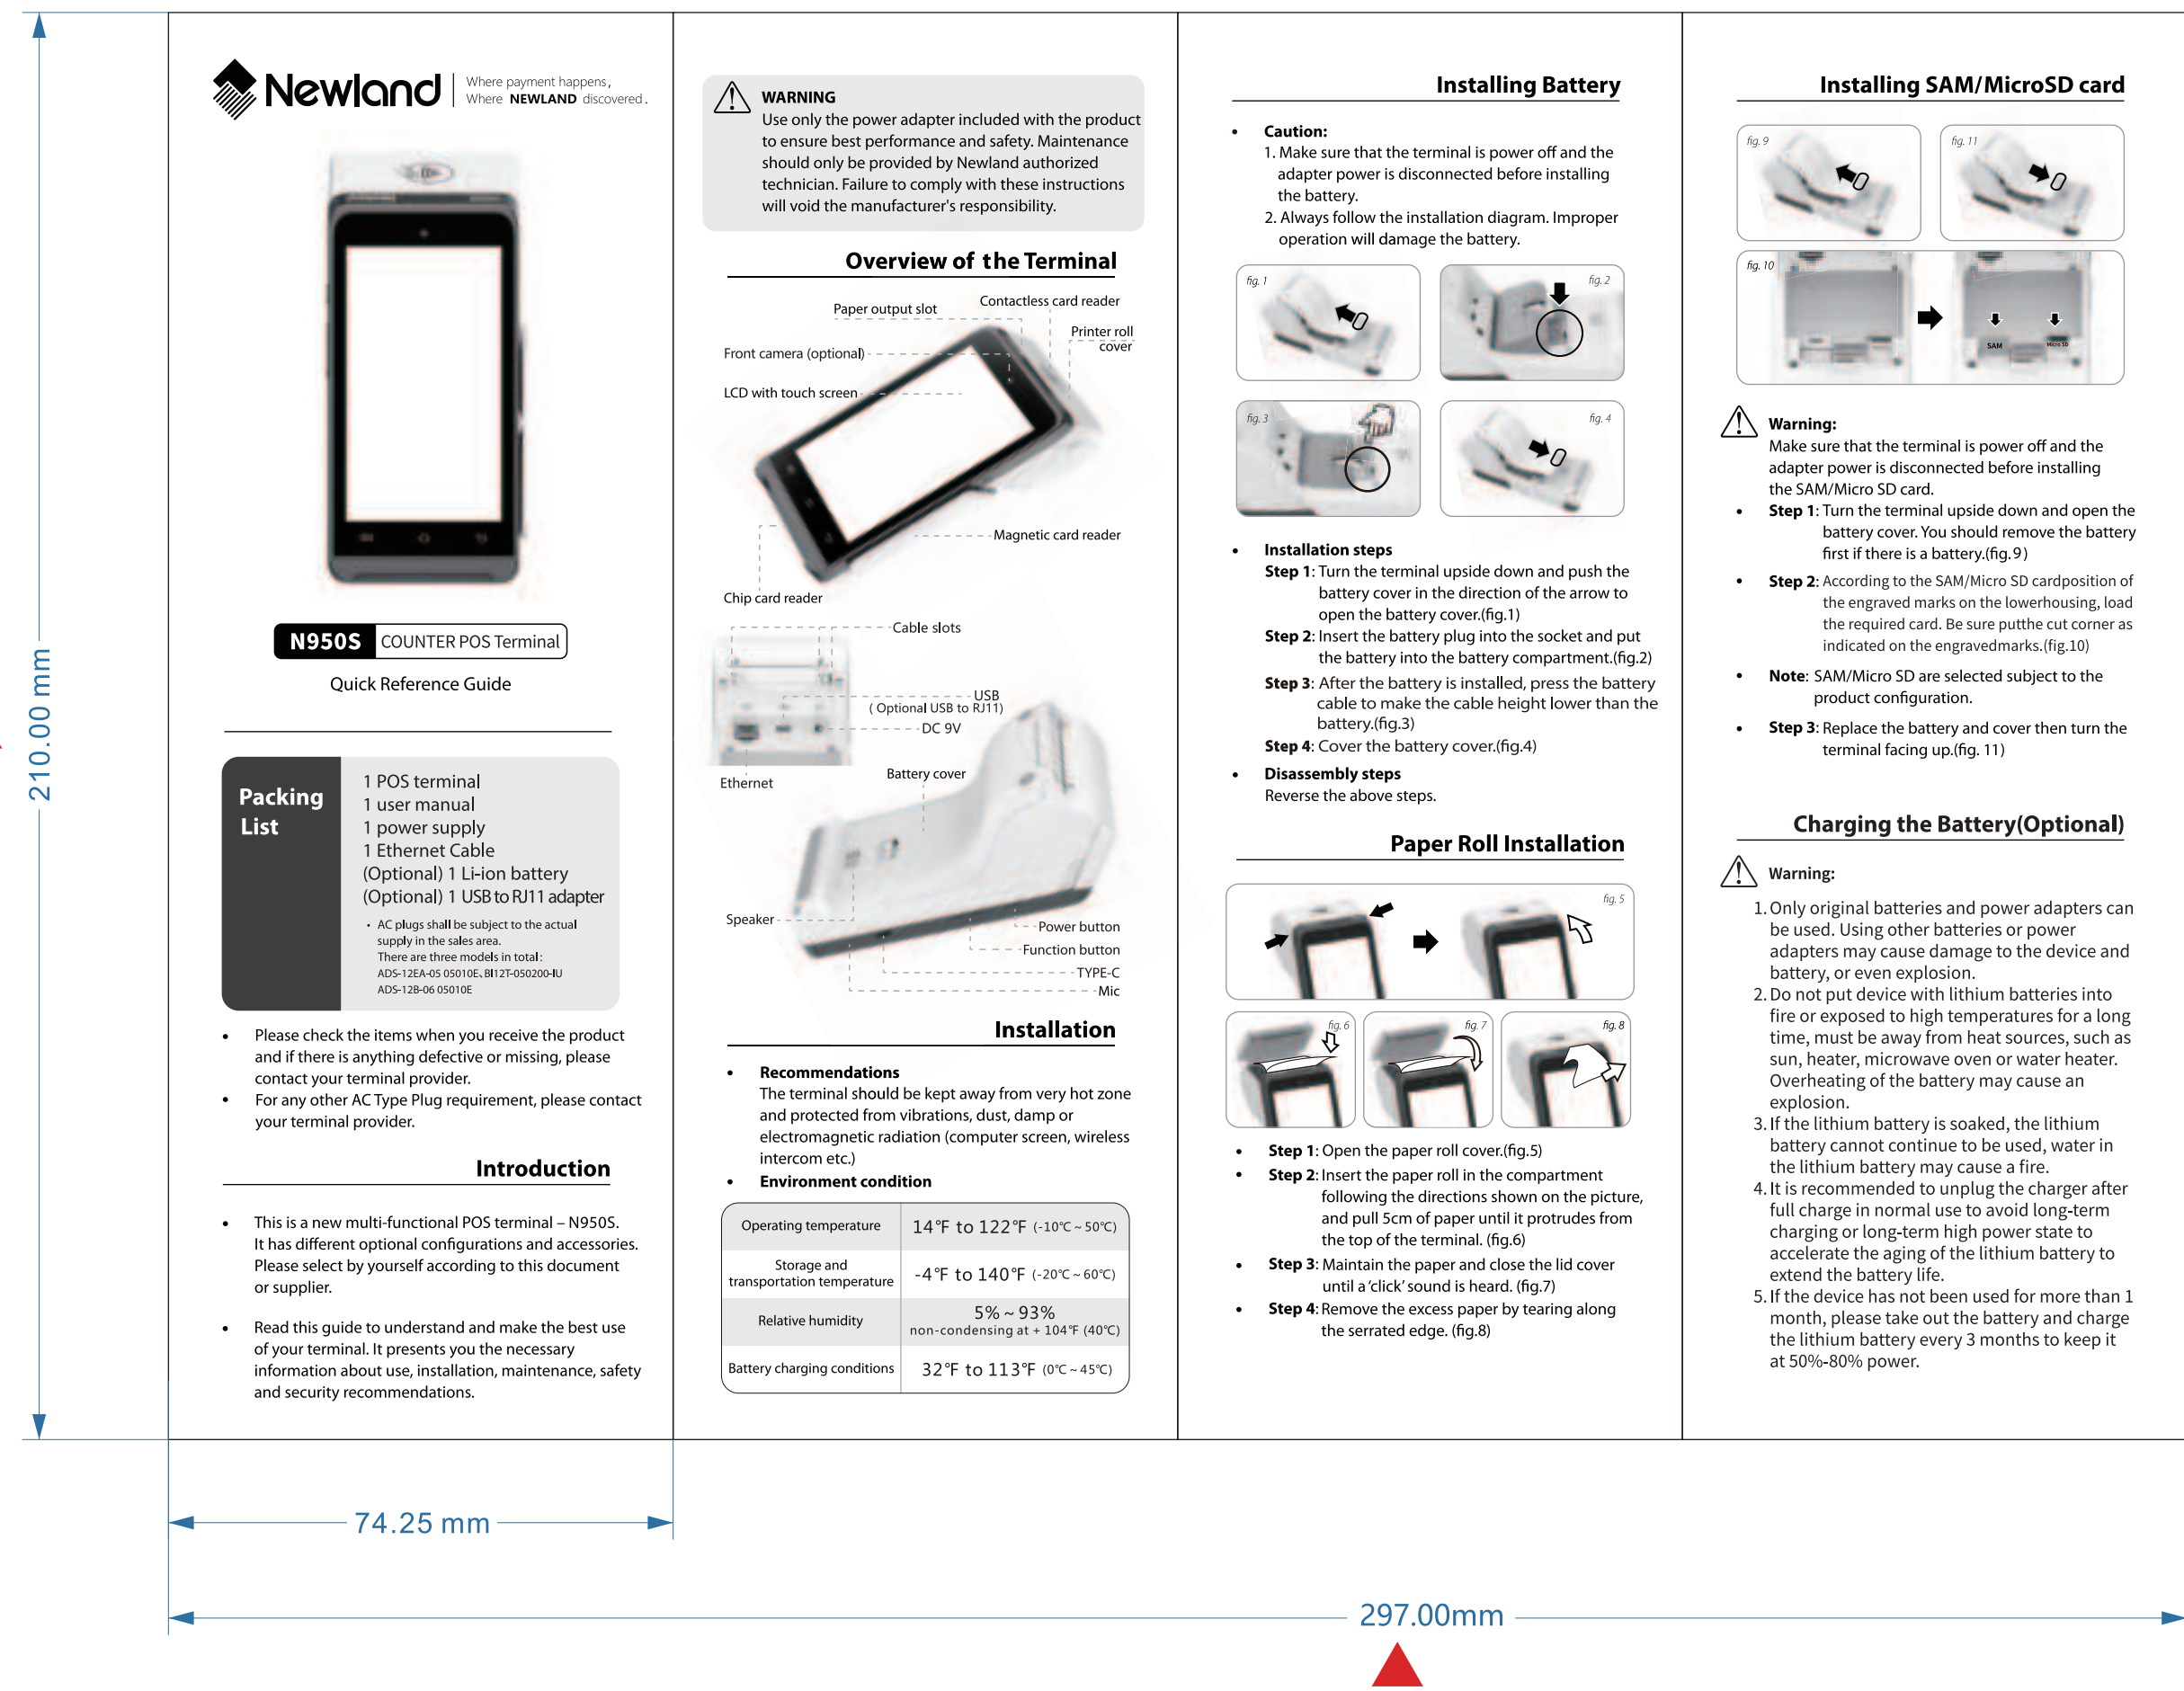 Newland
Where payment happens,
Where NEWLAND discovered.
N950S COUNTER POS Terminal
Quick Reference Guide
Packing
List
1 POS terminal
1 user manual
1 power supply
1 Ethernet Cable
(Optional) 1 Li-ion battery
(Optional) 1 USB to RJ11 adapter
• AC plugs shall be subject to the actual
supply in the sales area.
There are three models in total:
ADS-12EA-05 05010E、BI12T-050200-IU
ADS-12B-06 05010E
• Please check the items when you receive the product
and if there is anything defective or missing, please
contact your terminal provider.
• For any other AC Type Plug requirement, please contact
your terminal provider.
Introduction
• This is a new multi-functional POS terminal – N950S.
It has different optional configurations and accessories.
Please select by yourself according to this document
or supplier.
• Read this guide to understand and make the best use
of your terminal. It presents you the necessary
information about use, installation, maintenance, safety
and security recommendations.
WARNING
Use only the power adapter included with the product
to ensure best performance and safety. Maintenance
should only be provided by Newland authorized
technician. Failure to comply with these instructions
will void the manufacturer's responsibility.
Overview of the Terminal
Paper output slot
Contactless card reader
Printer roll
cover
Front camera (optional)
LCD with touch screen
Magnetic card reader
Chip card reader
Cable slots
USB
( Optional USB to RJ11)
DC 9V
Ethernet
Battery cover
Speaker
Power button
Function button
TYPE-C
Mic
Installation
• Recommendations
The terminal should be kept away from very hot zone
and protected from vibrations, dust, damp or
electromagnetic radiation (computer screen, wireless
intercom etc.)
• Environment condition
Operating temperature 14°F to 122°F (-10℃ ~ 50℃)
Storage and
transportation temperature -4°F to 140°F (-20℃ ~ 60℃)
Relative humidity 5% ~ 93%
non-condensing at + 104°F (40℃)
Battery charging conditions 32°F to 113°F (0℃ ~ 45℃)
Installing Battery
• Caution:
1. Make sure that the terminal is power off and the
adapter power is disconnected before installing
the battery.
2. Always follow the installation diagram. Improper
operation will damage the battery.
fig. 1
fig. 2
fig. 3
fig. 4
• Installation steps
Step 1: Turn the terminal upside down and push the
battery cover in the direction of the arrow to
open the battery cover.(fig.1)
Step 2: Insert the battery plug into the socket and put
the battery into the battery compartment.(fig.2)
Step 3: After the battery is installed, press the battery
cable to make the cable height lower than the
battery.(fig.3)
Step 4: Cover the battery cover.(fig.4)
• Disassembly steps
Reverse the above steps.
Paper Roll Installation
fig. 5
fig. 6
fig. 7
fig. 8
• Step 1: Open the paper roll cover.(fig.5)
• Step 2: Insert the paper roll in the compartment
following the directions shown on the picture,
and pull 5cm of paper until it protrudes from
the top of the terminal. (fig.6)
• Step 3: Maintain the paper and close the lid cover
until a 'click' sound is heard. (fig.7)
• Step 4: Remove the excess paper by tearing along
the serrated edge. (fig.8)
Installing SAM/MicroSD card
fig. 9
fig. 11
fig. 10
SAM
Micro SD
Warning:
Make sure that the terminal is power off and the
adapter power is disconnected before installing
the SAM/Micro SD card.
• Step 1: Turn the terminal upside down and open the
battery cover. You should remove the battery
first if there is a battery.(fig.9)
• Step 2: According to the SAM/Micro SD cardposition of
the engraved marks on the lowerhousing, load
the required card. Be sure putthe cut corner as
indicated on the engravedmarks.(fig.10)
• Note: SAM/Micro SD are selected subject to the
product configuration.
• Step 3: Replace the battery and cover then turn the
terminal facing up.(fig. 11)
Charging the Battery(Optional)
Warning:
1. Only original batteries and power adapters can
be used. Using other batteries or power
adapters may cause damage to the device and
battery, or even explosion.
2. Do not put device with lithium batteries into
fire or exposed to high temperatures for a long
time, must be away from heat sources, such as
sun, heater, microwave oven or water heater.
Overheating of the battery may cause an
explosion.
3. If the lithium battery is soaked, the lithium
battery cannot continue to be used, water in
the lithium battery may cause a fire.
4. It is recommended to unplug the charger after
full charge in normal use to avoid long-term
charging or long-term high power state to
accelerate the aging of the lithium battery to
extend the battery life.
5. If the device has not been used for more than 1
month, please take out the battery and charge
the lithium battery every 3 months to keep it
at 50%-80% power.
210.00 mm
74.25 mm
297.00mm